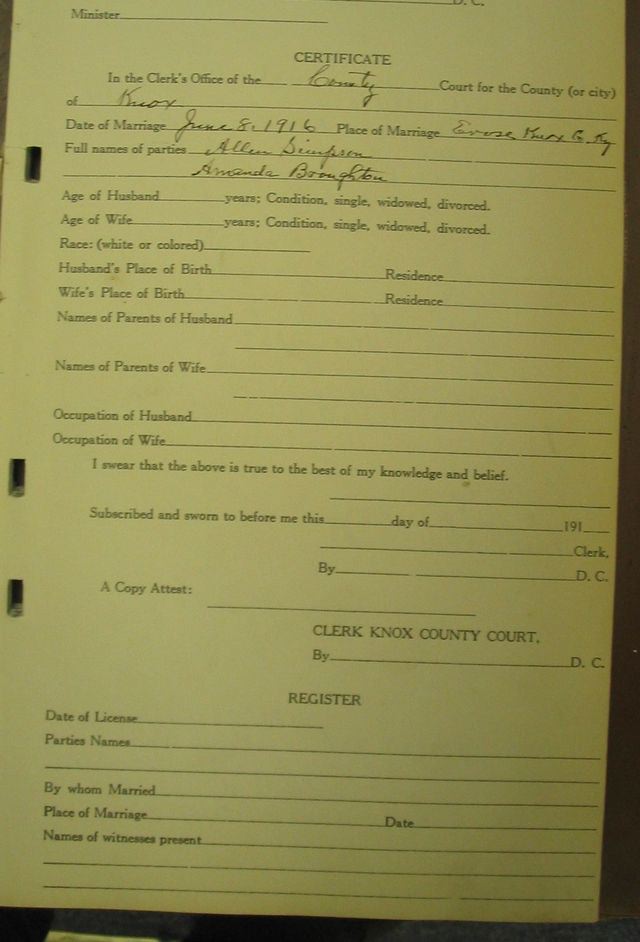 D. C.
Minister
CERTIFICATE
In the Clerk's Office of the County Court for the County (or city)
of Knox
Date of Marriage June 8, 1916 Place of Marriage Knox Co. Ky
Full names of parties Allen Simpson
Amanda Broughton
Age of Husband years; Condition, single, widowed, divorced.
Age of Wife years; Condition, single, widowed, divorced.
Race: (white or colored)
Husband's Place of Birth Residence
Wife's Place of Birth Residence
Names of Parents of Husband
Names of Parents of Wife
Occupation of Husband
Occupation of Wife
I swear that the above is true to the best of my knowledge and belief.
Subscribed and sworn to before me this day of 191
Clerk,
By D. C.
A Copy Attest:
CLERK KNOX COUNTY COURT,
By D. C.
REGISTER
Date of License
Parties Names
By whom Married
Place of Marriage Date
Names of witnesses present